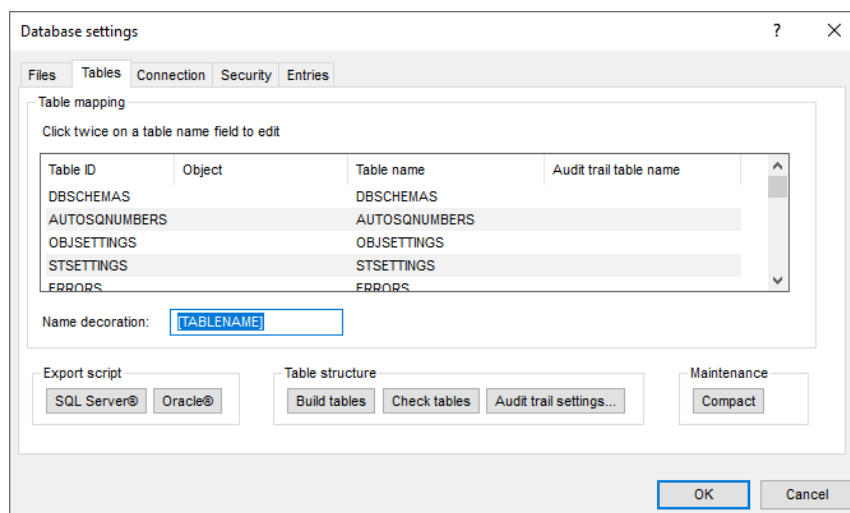 Database settings ? ×
Files Tables Connection Security Entries
Table mapping
Click twice on a table name field to edit
Table ID Object Table name Audit trail table name
DBSCHEMAS DBSCHEMAS
AUTOSQNUMBERS AUTOSQNUMBERS
OBJSETTINGS OBJSETTINGS
STSETTINGS STSETTINGS
ERRORS ERRORS
Name decoration: [TABLENAME]
Export script Table structure Maintenance
SQL Server® Oracle® Build tables Check tables Audit trail settings... Compact
OK Cancel